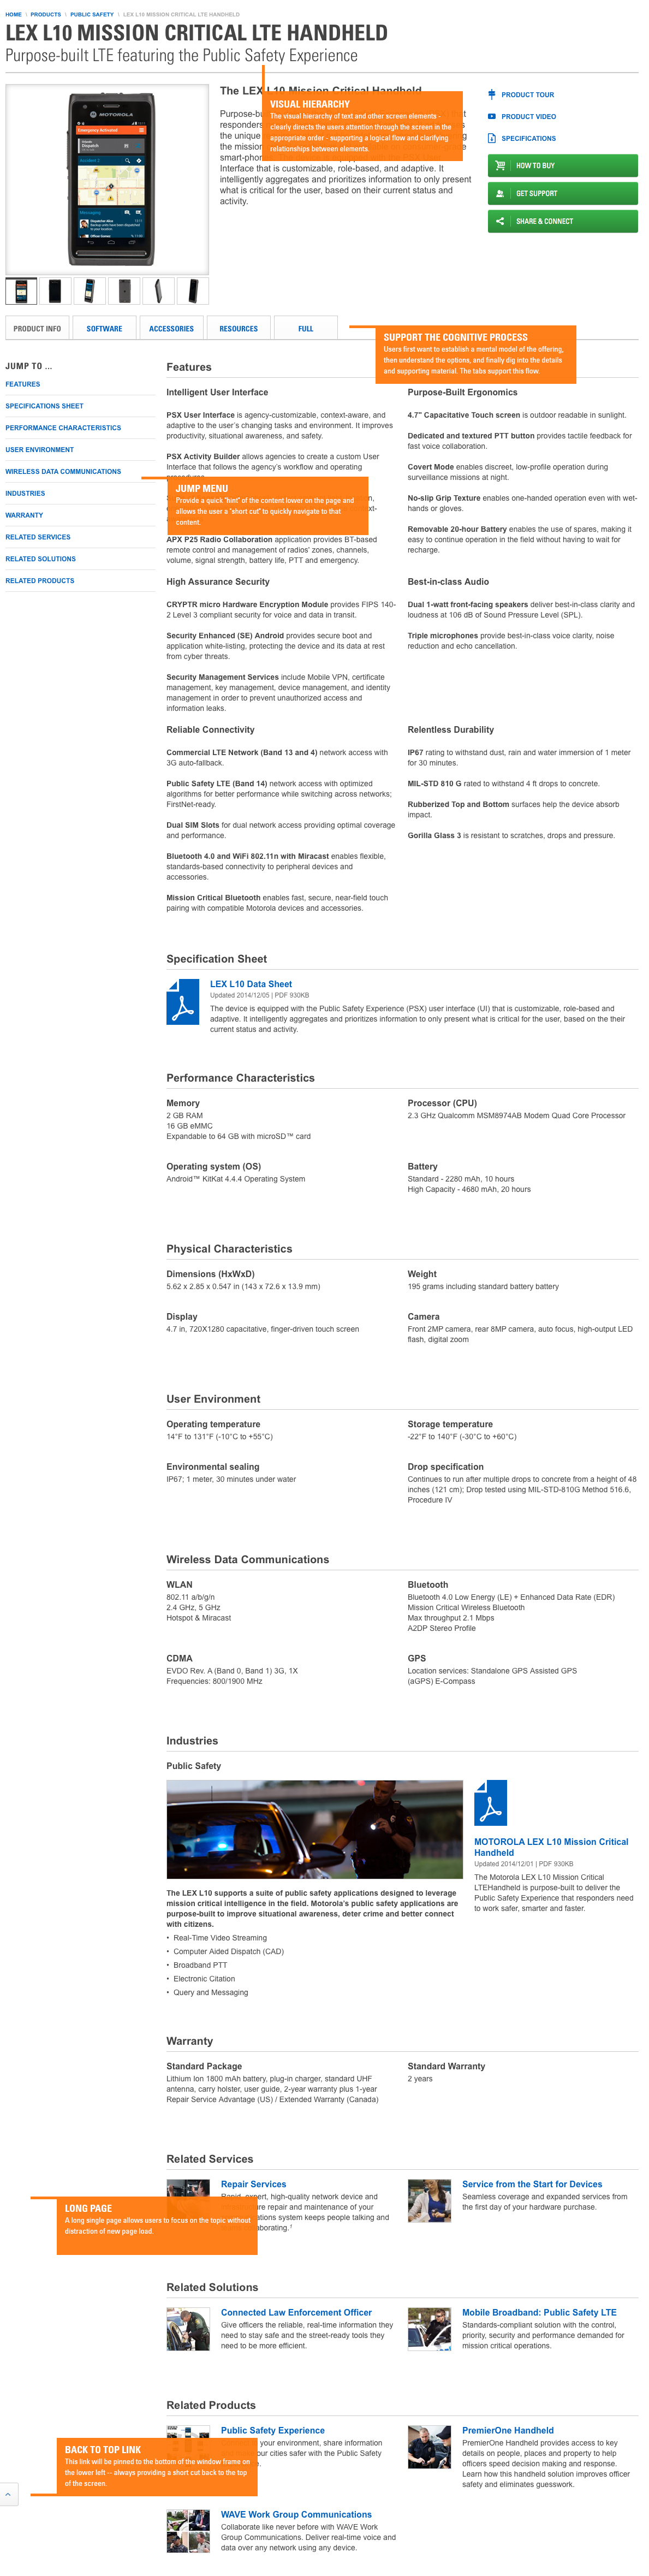 HOME \ PRODUCTS \ PUBLIC SAFETY \ LEX L10 MISSION CRITICAL LTE HANDHELD
LEX L10 MISSION CRITICAL LTE HANDHELD
Purpose-built LTE featuring the Public Safety Experience
MOTOROLA
Emergency Activated
The LEX L10 Mission Critical Handheld
Purpose-bu
responders
the unique
the mission
smart-phon
Interface that is customizable, role-based, and adaptive. It
intelligently aggregates and prioritizes information to only present
what is critical for the user, based on their current status and
activity.
VISUAL HIERARCHY
The visual hierarchy of text and other screen elements -
clearly directs the users attention through the screen in the
appropriate order - supporting a logical flow and clarifying
relationships between elements.
PRODUCT TOUR
PRODUCT VIDEO
SPECIFICATIONS
HOW TO BUY
GET SUPPORT
SHARE & CONNECT
PRODUCT INFO
SOFTWARE
ACCESSORIES
RESOURCES
FULL
SUPPORT THE COGNITIVE PROCESS
Users first want to establish a mental model of the offering,
then understand the options, and finally dig into the details
and supporting material. The tabs support this flow.
JUMP TO ...
FEATURES
SPECIFICATIONS SHEET
PERFORMANCE CHARACTERISTICS
USER ENVIRONMENT
WIRELESS DATA COMMUNICATIONS
INDUSTRIES
WARRANTY
RELATED SERVICES
RELATED SOLUTIONS
RELATED PRODUCTS
JUMP MENU
Provide a quick "hint" of the content lower on the page and
allows the user a "short cut" to quickly navigate to that
content.
Features
Intelligent User Interface
PSX User Interface is agency-customizable, context-aware, and
adaptive to the user's changing tasks and environment. It improves
productivity, situational awareness, and safety.
PSX Activity Builder allows agencies to create a custom User
Interface that follows the agency's workflow and operating
APX P25 Radio Collaboration application provides BT-based
remote control and management of radios' zones, channels,
volume, signal strength, battery life, PTT and emergency.
Purpose-Built Ergonomics
4.7" Capacitative Touch screen is outdoor readable in sunlight.
Dedicated and textured PTT button provides tactile feedback for
fast voice collaboration.
Covert Mode enables discreet, low-profile operation during
surveillance missions at night.
No-slip Grip Texture enables one-handed operation even with wet-
hands or gloves.
Removable 20-hour Battery enables the use of spares, making it
easy to continue operation in the field without having to wait for
recharge.
High Assurance Security
CRYPTR micro Hardware Encryption Module provides FIPS 140-
2 Level 3 compliant security for voice and data in transit.
Security Enhanced (SE) Android provides secure boot and
application white-listing, protecting the device and its data at rest
from cyber threats.
Security Management Services include Mobile VPN, certificate
management, key management, device management, and identity
management in order to prevent unauthorized access and
information leaks.
Best-in-class Audio
Dual 1-watt front-facing speakers deliver best-in-class clarity and
loudness at 106 dB of Sound Pressure Level (SPL).
Triple microphones provide best-in-class voice clarity, noise
reduction and echo cancellation.
Reliable Connectivity
Commercial LTE Network (Band 13 and 4) network access with
3G auto-fallback.
Public Safety LTE (Band 14) network access with optimized
algorithms for better performance while switching across networks;
FirstNet-ready.
Dual SIM Slots for dual network access providing optimal coverage
and performance.
Bluetooth 4.0 and WiFi 802.11n with Miracast enables flexible,
standards-based connectivity to peripheral devices and
accessories.
Mission Critical Bluetooth enables fast, secure, near-field touch
pairing with compatible Motorola devices and accessories.
Relentless Durability
IP67 rating to withstand dust, rain and water immersion of 1 meter
for 30 minutes.
MIL-STD 810 G rated to withstand 4 ft drops to concrete.
Rubberized Top and Bottom surfaces help the device absorb
impact.
Gorilla Glass 3 is resistant to scratches, drops and pressure.
Specification Sheet
LEX L10 Data Sheet
Updated 2014/12/05 | PDF 930KB
The device is equipped with the Public Safety Experience (PSX) user interface (UI) that is customizable, role-based and
adaptive. It intelligently aggregates and prioritizes information to only present what is critical for the user, based on the their
current status and activity.
Performance Characteristics
Memory
2 GB RAM
16 GB eMMC
Expandable to 64 GB with microSD™ card
Processor (CPU)
2.3 GHz Qualcomm MSM8974AB Modem Quad Core Processor
Operating system (OS)
Android™ KitKat 4.4.4 Operating System
Battery
Standard - 2280 mAh, 10 hours
High Capacity - 4680 mAh, 20 hours
Physical Characteristics
Dimensions (HxWxD)
5.62 x 2.85 x 0.547 in (143 x 72.6 x 13.9 mm)
Weight
195 grams including standard battery battery
Display
4.7 in, 720X1280 capacitative, finger-driven touch screen
Camera
Front 2MP camera, rear 8MP camera, auto focus, high-output LED
flash, digital zoom
User Environment
Operating temperature
14°F to 131°F (-10°C to +55°C)
Storage temperature
-22°F to 140°F (-30°C to +60°C)
Environmental sealing
IP67; 1 meter, 30 minutes under water
Drop specification
Continues to run after multiple drops to concrete from a height of 48
inches (121 cm); Drop tested using MIL-STD-810G Method 516.6,
Procedure IV
Wireless Data Communications
WLAN
802.11 a/b/g/n
2.4 GHz, 5 GHz
Hotspot & Miracast
Bluetooth
Bluetooth 4.0 Low Energy (LE) + Enhanced Data Rate (EDR)
Mission Critical Wireless Bluetooth
Max throughput 2.1 Mbps
A2DP Stereo Profile
CDMA
EVDO Rev. A (Band 0, Band 1) 3G, 1X
Frequencies: 800/1900 MHz
GPS
Location services: Standalone GPS Assisted GPS
(aGPS) E-Compass
Industries
Public Safety
The LEX L10 supports a suite of public safety applications designed to leverage
mission critical intelligence in the field. Motorola's public safety applications are
purpose-built to improve situational awareness, deter crime and better connect
with citizens.
• Real-Time Video Streaming
• Computer Aided Dispatch (CAD)
• Broadband PTT
• Electronic Citation
• Query and Messaging
MOTOROLA LEX L10 Mission Critical
Handheld
Updated 2014/12/01 | PDF 930KB
The Motorola LEX L10 Mission Critical
LTEHandheld is purpose-built to deliver the
Public Safety Experience that responders need
to work safer, smarter and faster.
Warranty
Standard Package
Lithium Ion 1800 mAh battery, plug-in charger, standard UHF
antenna, carry holster, user guide, 2-year warranty plus 1-year
Repair Service Advantage (US) / Extended Warranty (Canada)
Standard Warranty
2 years
Related Services
Repair Services
Rapid, expert, high-quality network device and
re repair and maintenance of your
ations system keeps people talking and
aborating.¹
Service from the Start for Devices
Seamless coverage and expanded services from
the first day of your hardware purchase.
LONG PAGE
A long single page allows users to focus on the topic without
distraction of new page load.
Related Solutions
Connected Law Enforcement Officer
Give officers the reliable, real-time information they
need to stay safe and the street-ready tools they
need to be more efficient.
Mobile Broadband: Public Safety LTE
Standards-compliant solution with the control,
priority, security and performance demanded for
mission critical operations.
Related Products
Public Safety Experience
your environment, share information
our cities safer with the Public Safety
PremierOne Handheld
PremierOne Handheld provides access to key
details on people, places and property to help
officers speed decision making and response.
Learn how this handheld solution improves officer
safety and eliminates guesswork.
BACK TO TOP LINK
This link will be pinned to the bottom of the window frame on
the lower left -- always providing a short cut back to the top
of the screen.
WAVE Work Group Communications
Collaborate like never before with WAVE Work
Group Communications. Deliver real-time voice and
data over any network using any device.